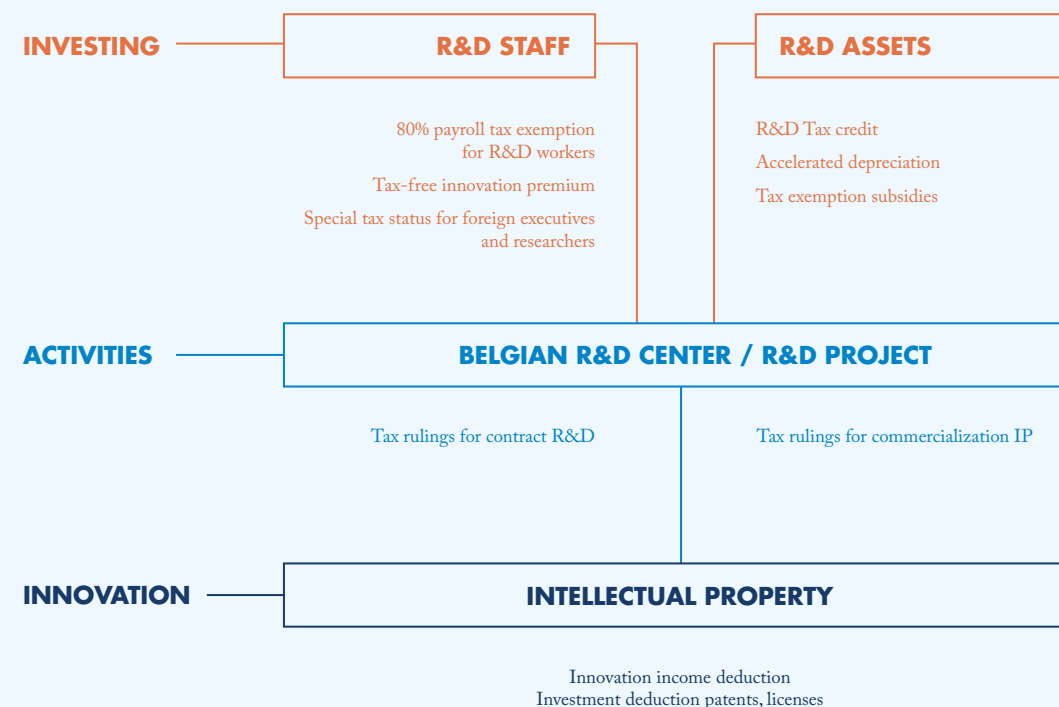 INVESTING
R&D STAFF
R&D ASSETS
80% payroll tax exemption
for R&D workers
Tax-free innovation premium
Special tax status for foreign executives
and researchers
R&D Tax credit
Accelerated depreciation
Tax exemption subsidies
ACTIVITIES
BELGIAN R&D CENTER / R&D PROJECT
Tax rulings for contract R&D
Tax rulings for commercialization IP
INNOVATION
INTELLECTUAL PROPERTY
Innovation income deduction
Investment deduction patents, licenses